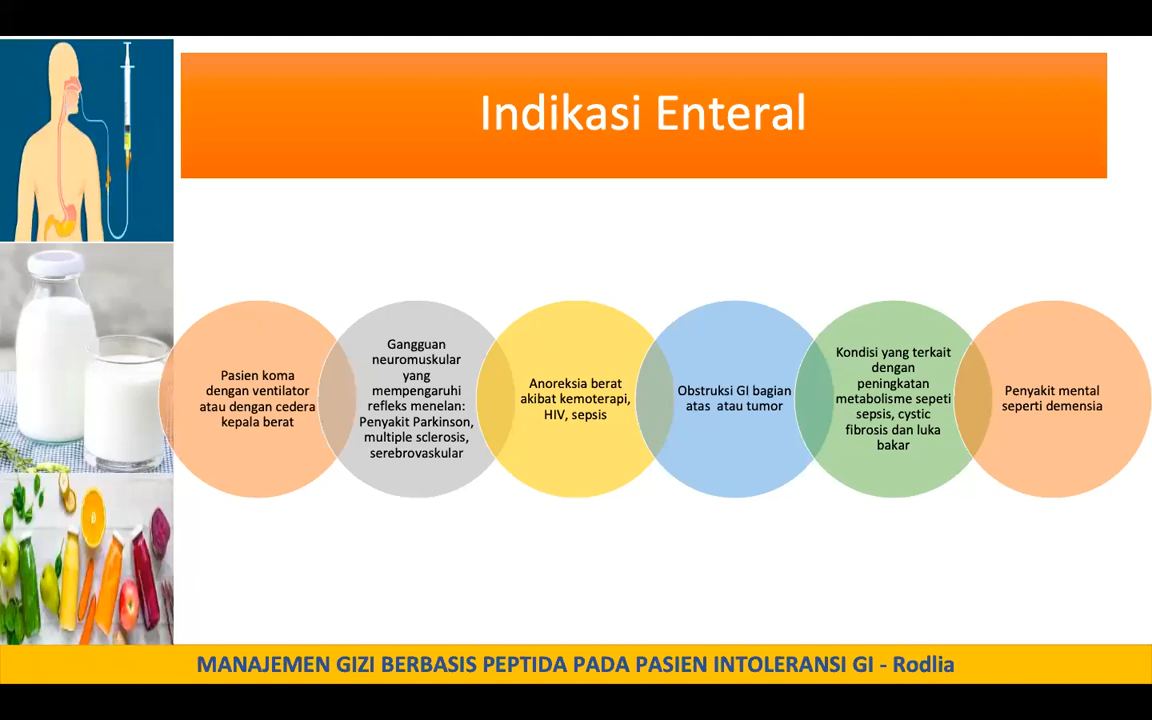 Indikasi Enteral
Pasien koma
dengan ventilator
atau dengan cedera
kepala berat
Gangguan
neuromuskular
yang
mempengaruhi
refleks menelan:
Penyakit Parkinson,
multiple sclerosis,
serebrovaskular
Anoreksia berat
akibat kemoterapi,
HIV, sepsis
Obstruksi GI bagian
atas atau tumor
Kondisi yang terkait
dengan
peningkatan
metabolisme sepeti
sepsis, cystic
fibrosis dan luka
bakar
Penyakit mental
seperti demensia
MANAJEMEN GIZI BERBASIS PEPTIDA PADA PASIEN INTOLERANSI GI - Rodlia